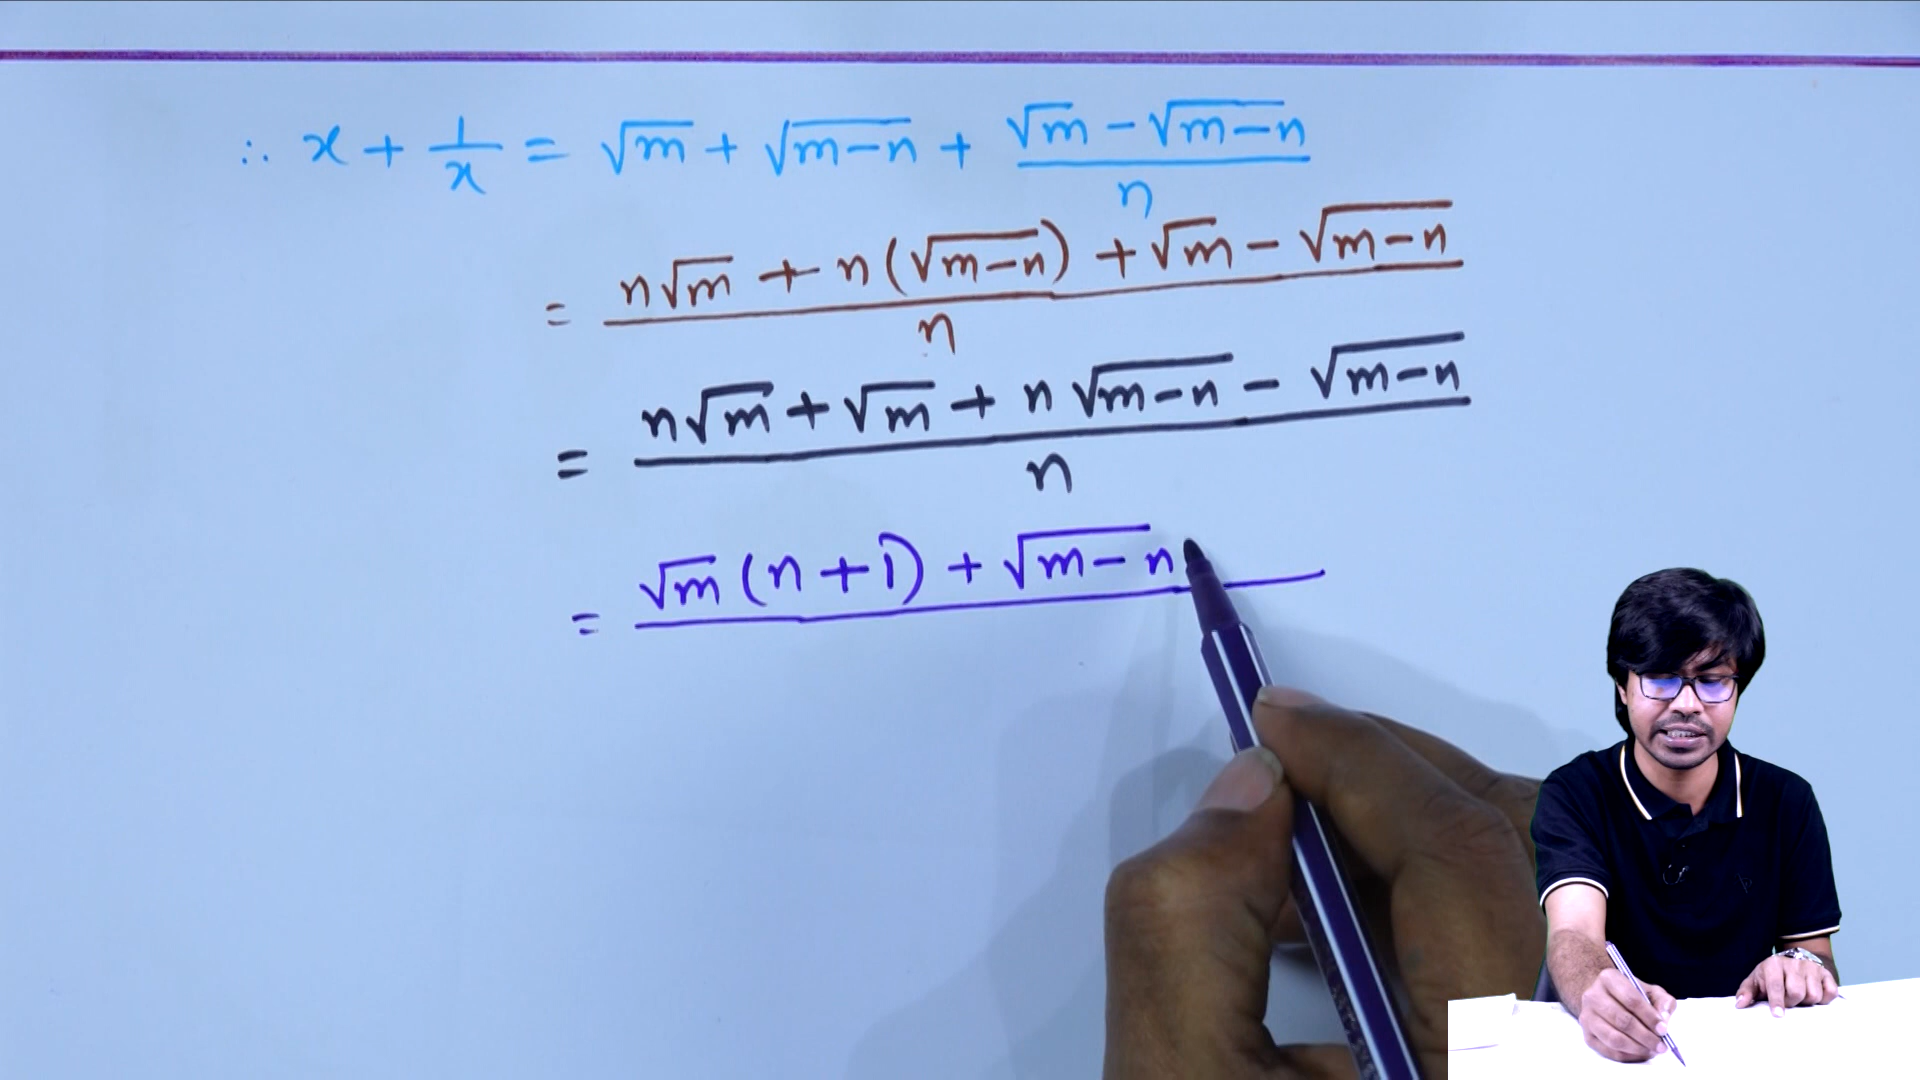 ∴ x + 1/x = √m + √(m-n) + (√m - √(m-n))/n
= (n√m + n(√(m-n)) + √m - √(m-n))/n
= (n√m + √m + n√(m-n) - √(m-n))/n
= √m(n+1) + √(m-n)